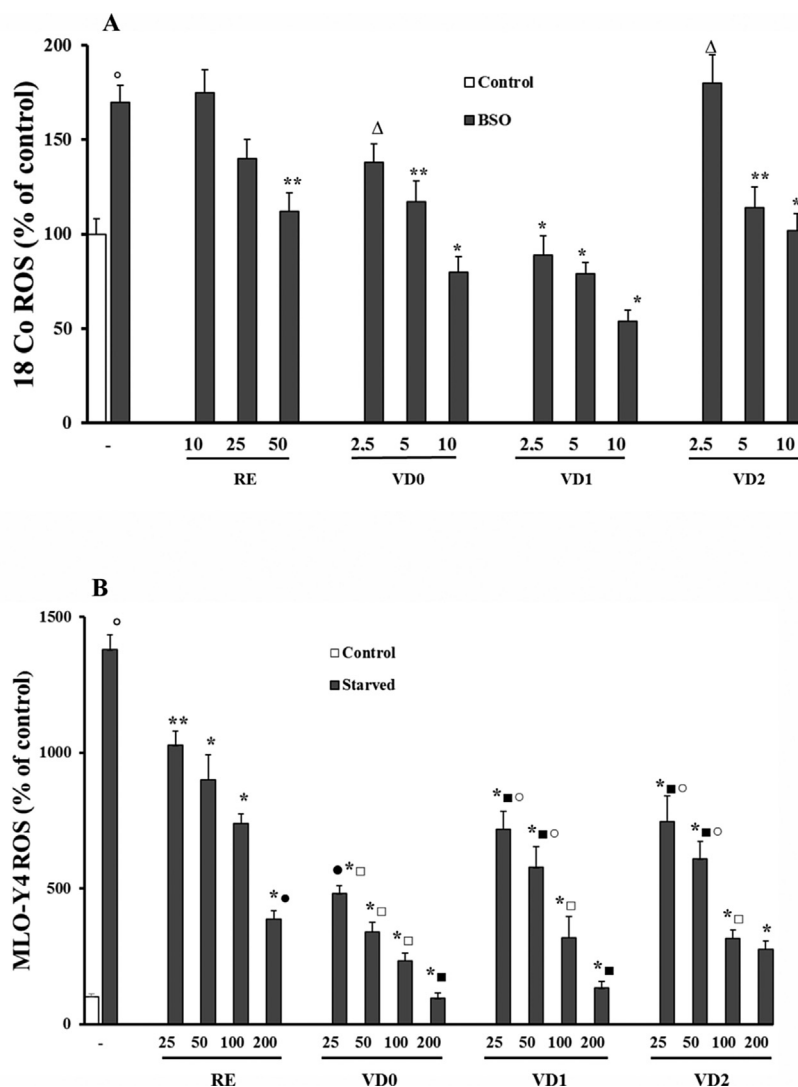 A
200
150
100
50
0
18 Co ROS (% of control)
Control
BSO
° Δ ** Δ
** * * * * ** *
- 10 25 50 2.5 5 10 2.5 5 10 2.5 5 10
RE VD0 VD1 VD2
B
1500
1000
500
0
MLO-Y4 ROS (% of control)
Control
Starved
°
** * * *●
●*□ *□ *□ *■
*■○ *■○ *□ *■
*■○ *■○ *□ *
- 25 50 100 200 25 50 100 200 25 50 100 200 25 50 100 200
RE VD0 VD1 VD2